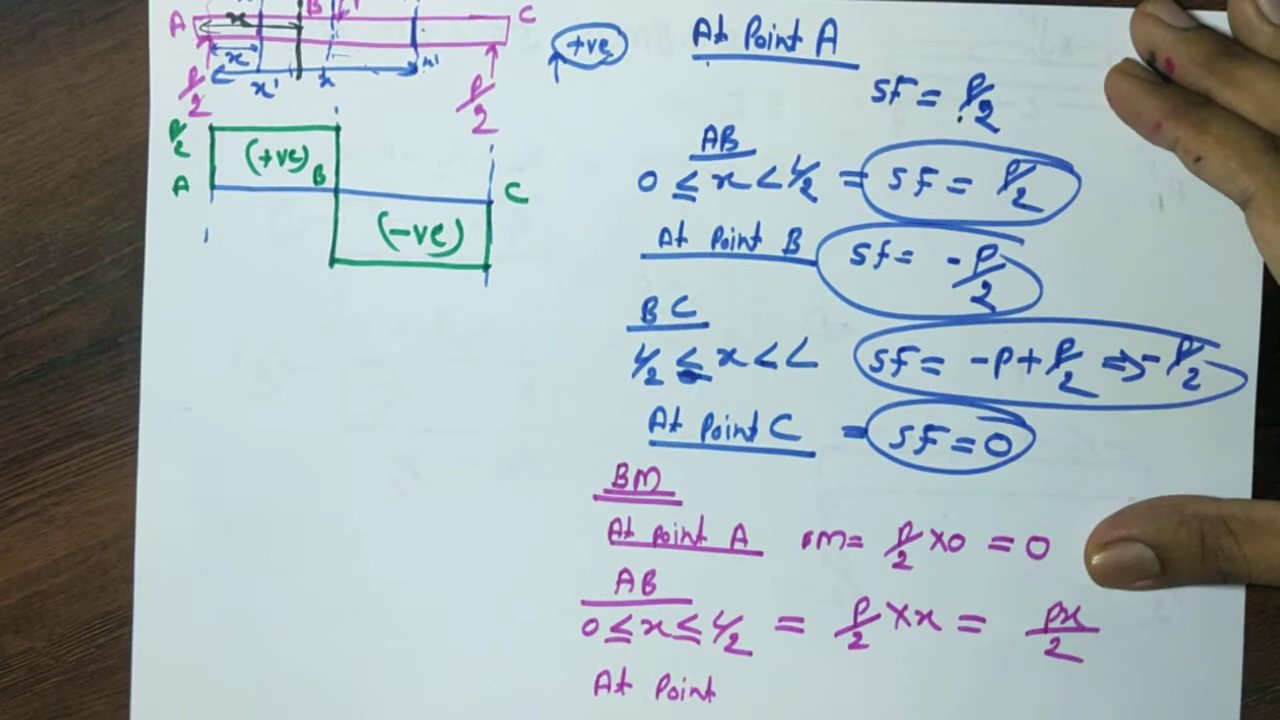 A x B C
x x'
P/2 x' x P/2
P/2 (+ve) B
A C
(-ve)
+ve
At Point A
SF = P/2
AB
0 ≤ x < L/2 = SF = P/2
At Point B SF = -P/2
BC
L/2 ≤ x < L SF = -P + P/2 ⇒ -P/2
At Point C = SF = 0
BM
At Point A M = P/2 × 0 = 0
AB
0 ≤ x ≤ L/2 = P/2 × x = Px/2
At Point